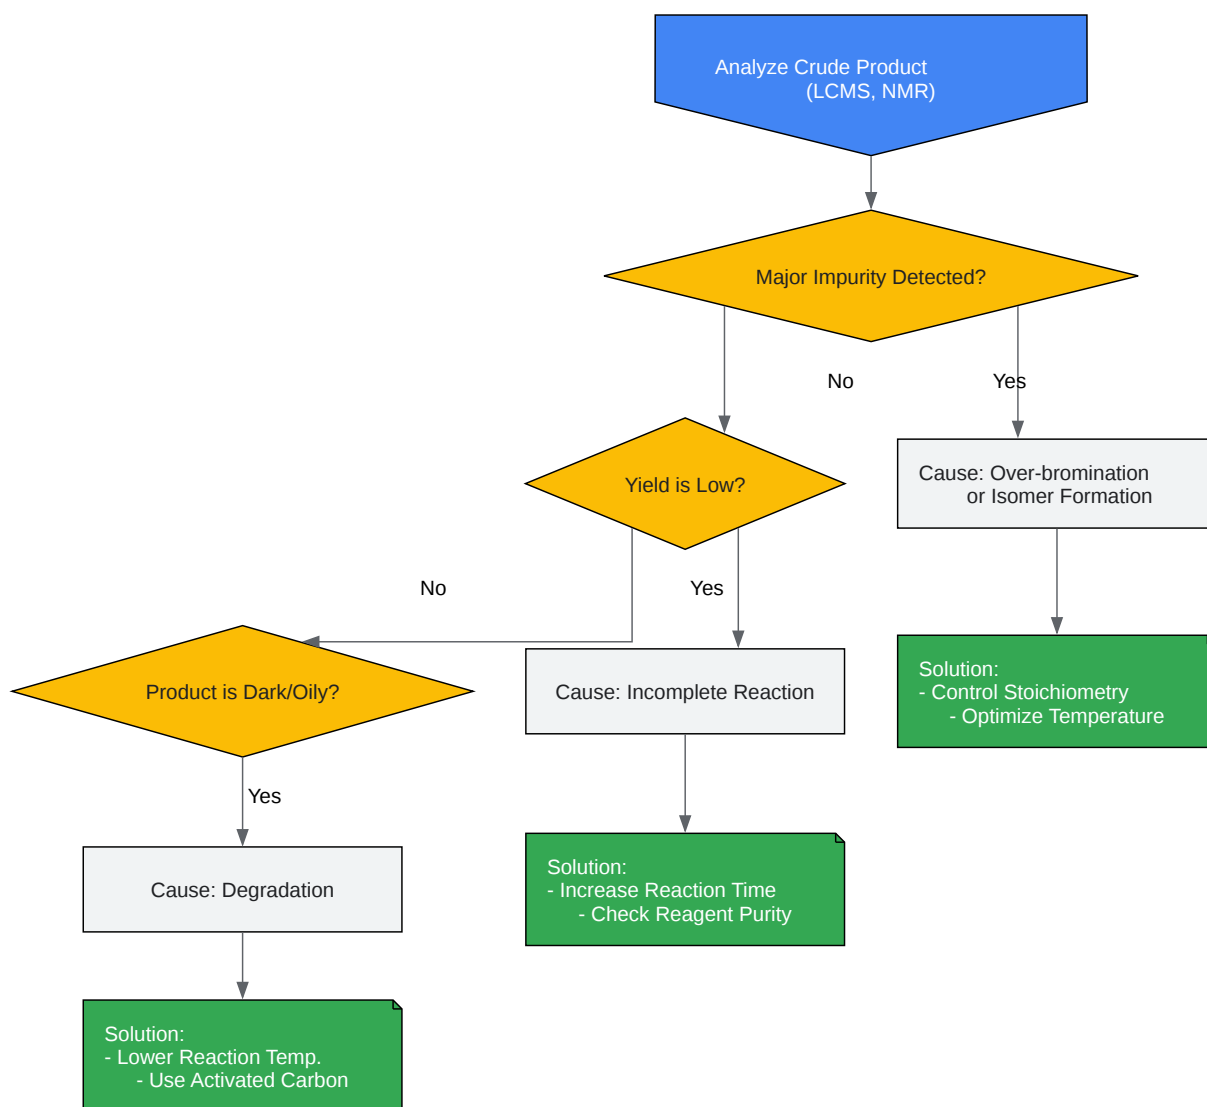 Analyze Crude Product
(LCMS, NMR)
Major Impurity Detected?
No
Yes
Yield is Low?
Cause: Over-bromination
or Isomer Formation
No
Yes
Product is Dark/Oily?
Cause: Incomplete Reaction
Solution:
- Control Stoichiometry
- Optimize Temperature
Yes
Cause: Degradation
Solution:
- Increase Reaction Time
- Check Reagent Purity
Solution:
- Lower Reaction Temp.
- Use Activated Carbon